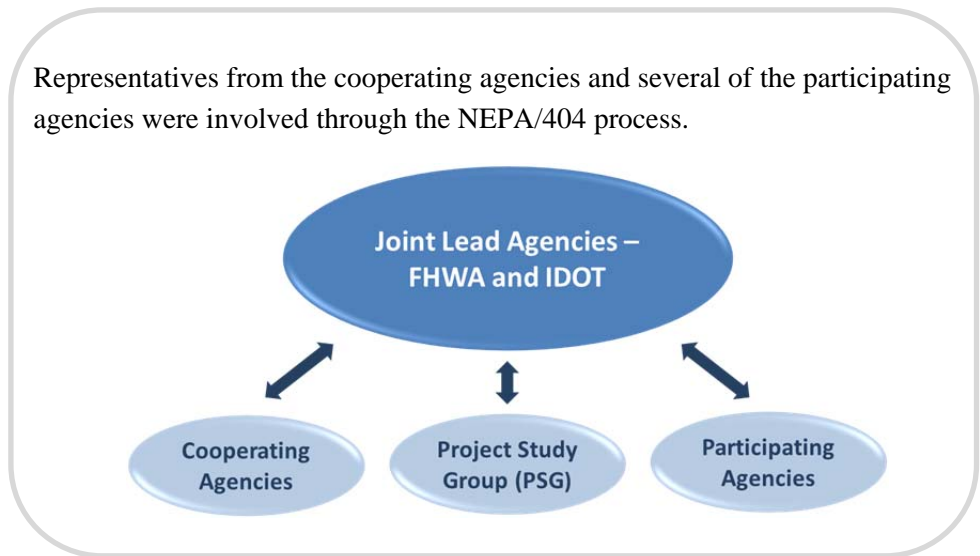 Representatives from the cooperating agencies and several of the participating
agencies were involved through the NEPA/404 process.
Joint Lead Agencies –
FHWA and IDOT
Cooperating
Agencies
Project Study
Group (PSG)
Participating
Agencies